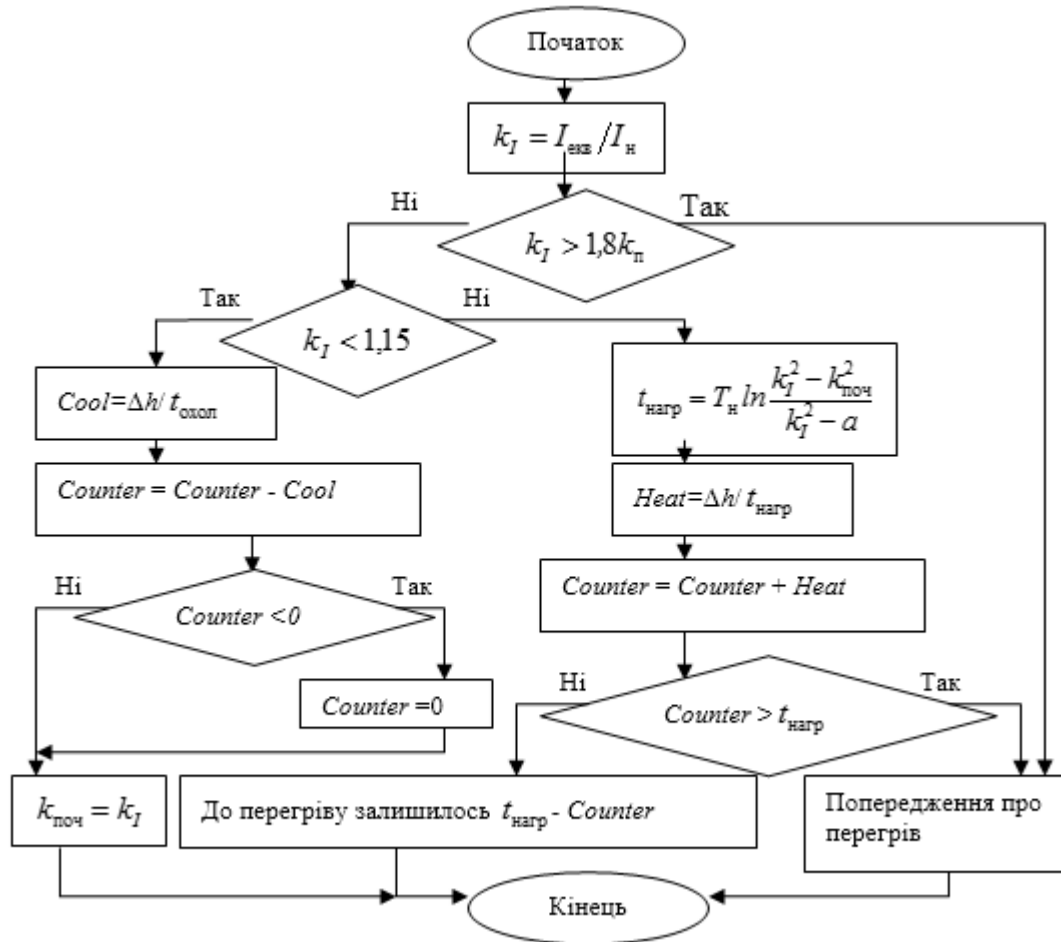 Початок
k_I = I_екв / I_н
Ні
Так
k_I > 1,8k_п
Так
Ні
k_I < 1,15
Cool=Δh/ t_охол
t_нагр = T_н ln (k_I^2 − k_поч^2) / (k_I^2 − a)
Counter = Counter - Cool
Heat=Δh/ t_нагр
Ні
Так
Counter <0
Counter = Counter + Heat
Counter =0
Ні
Так
Counter > t_нагр
k_поч = k_I
До перегріву залишилось t_нагр - Counter
Попередження про
перегрів
Кінець